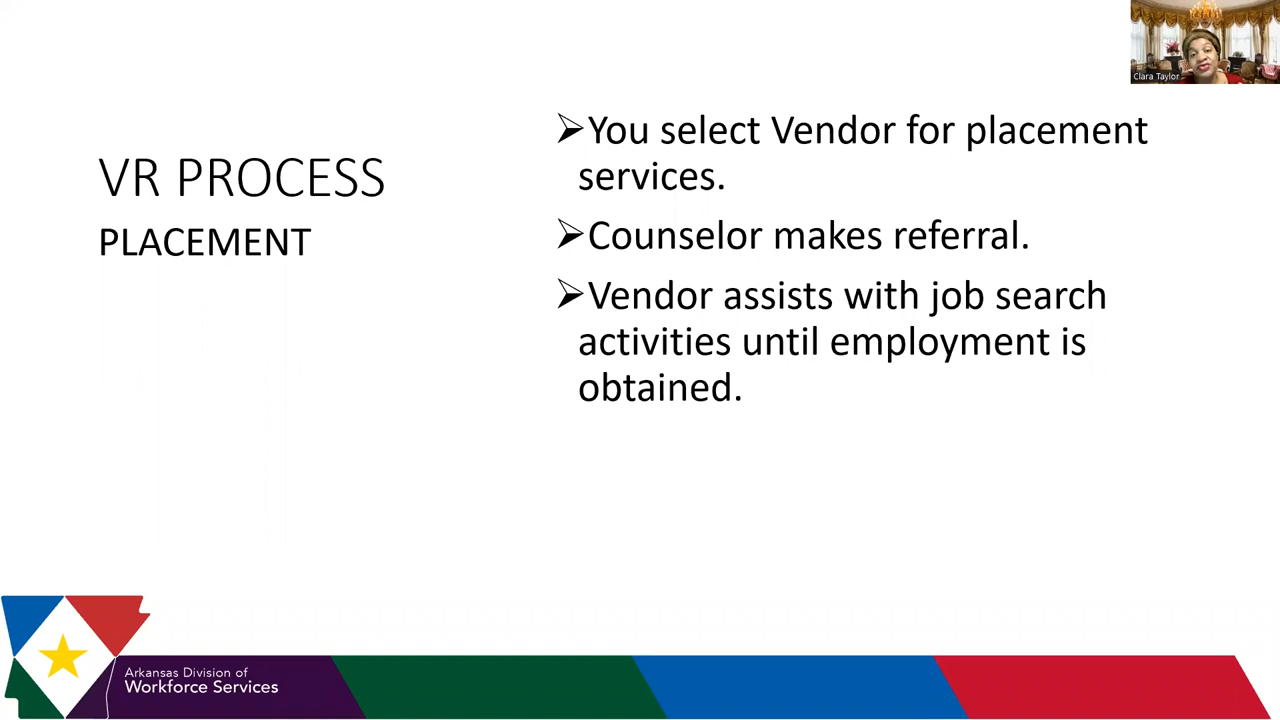 Clara Taylor
VR PROCESS
PLACEMENT
➢You select Vendor for placement
services.
➢Counselor makes referral.
➢Vendor assists with job search
activities until employment is
obtained.
Arkansas Division of
Workforce Services